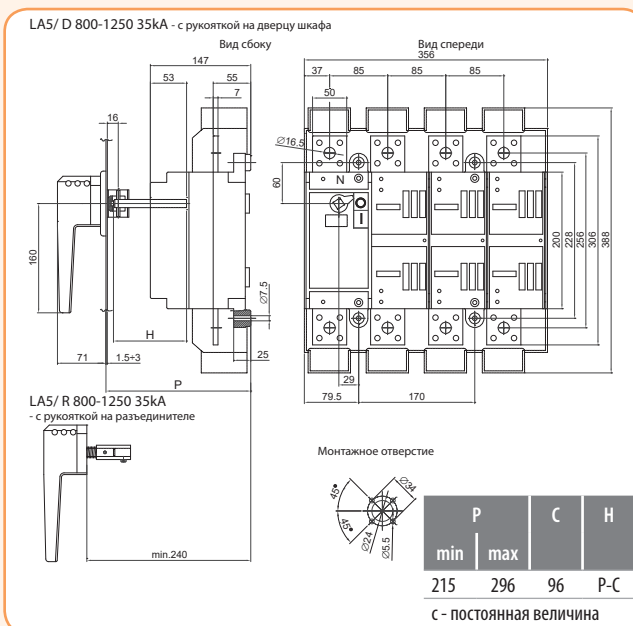 LA5/ D 800-1250 35kA - с рукояткой на дверцу шкафа
Вид сбоку
Вид спереди
147
356
53
55
37
85
85
85
7
50
16
Ø16.5
N
60
O
I
160
200
228
256
306
388
Ø7.5
H
71
1.5÷3
25
P
29
79.5
170
LA5/ R 800-1250 35kA
- с рукояткой на разъединителе
min.240
Монтажное отверстие
45°
45°
Ø34
Ø24
Ø5.5
P C H
min max
215 296 96 P-C
c - постоянная величина